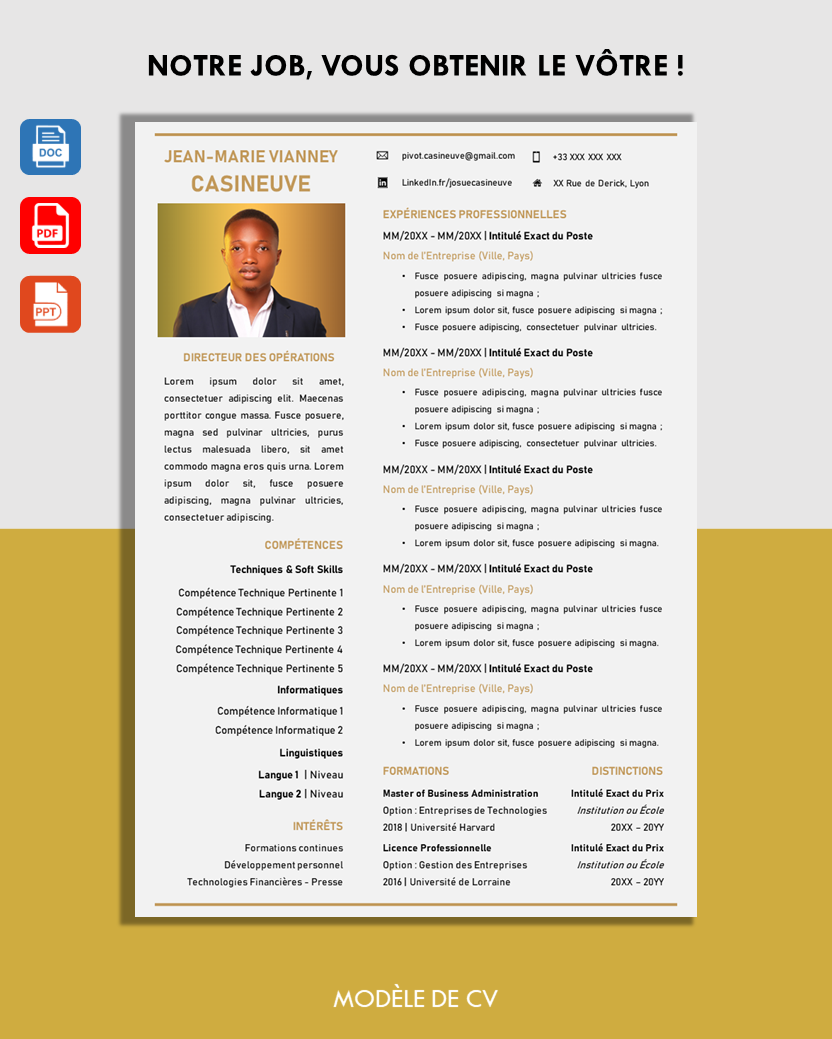 NOTRE JOB, VOUS OBTENIR LE VÔTRE !
DOC
PDF
PPT
JEAN-MARIE VIANNEY
CASINEUVE
DIRECTEUR DES OPÉRATIONS
Lorem ipsum dolor sit amet,
consectetuer adipiscing elit. Maecenas
porttitor congue massa. Fusce posuere,
magna sed pulvinar ultricies, purus
lectus malesuada libero, sit amet
commodo magna eros quis urna. Lorem
ipsum dolor sit, fusce posuere
adipiscing, magna pulvinar ultricies,
consectetuer adipiscing.
COMPÉTENCES
Techniques & Soft Skills
Compétence Technique Pertinente 1
Compétence Technique Pertinente 2
Compétence Technique Pertinente 3
Compétence Technique Pertinente 4
Compétence Technique Pertinente 5
Informatiques
Compétence Informatique 1
Compétence Informatique 2
Linguistiques
Langue 1 | Niveau
Langue 2 | Niveau
INTÉRÊTS
Formations continues
Développement personnel
Technologies Financières - Presse
pivot.casineuve@gmail.com
+33 XXX XXX XXX
LinkedIn.fr/josuecasineuve
XX Rue de Derick, Lyon
EXPÉRIENCES PROFESSIONNELLES
MM/20XX - MM/20XX | Intitulé Exact du Poste
Nom de l'Entreprise (Ville, Pays)
• Fusce posuere adipiscing, magna pulvinar ultricies fusce
posuere adipiscing si magna ;
• Lorem ipsum dolor sit, fusce posuere adipiscing si magna ;
• Fusce posuere adipiscing, consectetuer pulvinar ultricies.
MM/20XX - MM/20XX | Intitulé Exact du Poste
Nom de l'Entreprise (Ville, Pays)
• Fusce posuere adipiscing, magna pulvinar ultricies fusce
posuere adipiscing si magna ;
• Lorem ipsum dolor sit, fusce posuere adipiscing si magna ;
• Fusce posuere adipiscing, consectetuer pulvinar ultricies.
MM/20XX - MM/20XX | Intitulé Exact du Poste
Nom de l'Entreprise (Ville, Pays)
• Fusce posuere adipiscing, magna pulvinar ultricies fusce
posuere adipiscing si magna ;
• Lorem ipsum dolor sit, fusce posuere adipiscing si magna.
MM/20XX - MM/20XX | Intitulé Exact du Poste
Nom de l'Entreprise (Ville, Pays)
• Fusce posuere adipiscing, magna pulvinar ultricies fusce
posuere adipiscing si magna ;
• Lorem ipsum dolor sit, fusce posuere adipiscing si magna.
MM/20XX - MM/20XX | Intitulé Exact du Poste
Nom de l'Entreprise (Ville, Pays)
• Fusce posuere adipiscing, magna pulvinar ultricies fusce
posuere adipiscing si magna ;
• Lorem ipsum dolor sit, fusce posuere adipiscing si magna.
FORMATIONS
Master of Business Administration
Option : Entreprises de Technologies
2018 | Université Harvard
Licence Professionnelle
Option : Gestion des Entreprises
2016 | Université de Lorraine
DISTINCTIONS
Intitulé Exact du Prix
Institution ou École
20XX – 20YY
Intitulé Exact du Prix
Institution ou École
20XX – 20YY
MODÈLE DE CV